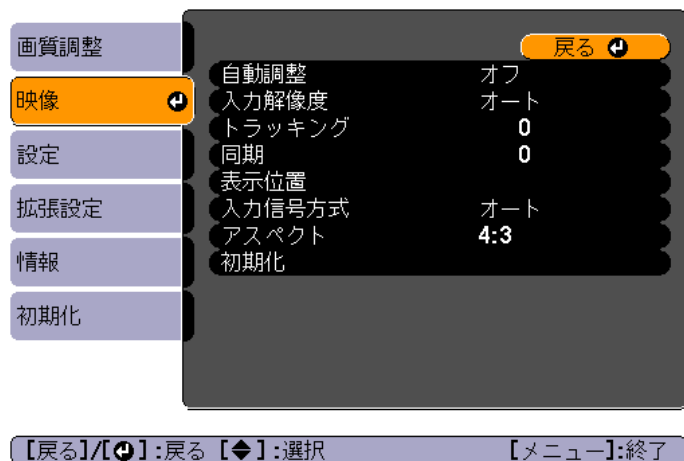 画質調整
映像
設定
拡張設定
情報
初期化
戻る
自動調整 オフ
入力解像度 オート
トラッキング 0
同期 0
表示位置
入力信号方式 オート
アスペクト 4:3
初期化
[戻る]/[⏎]:戻る [◆]:選択 [メニュー]:終了